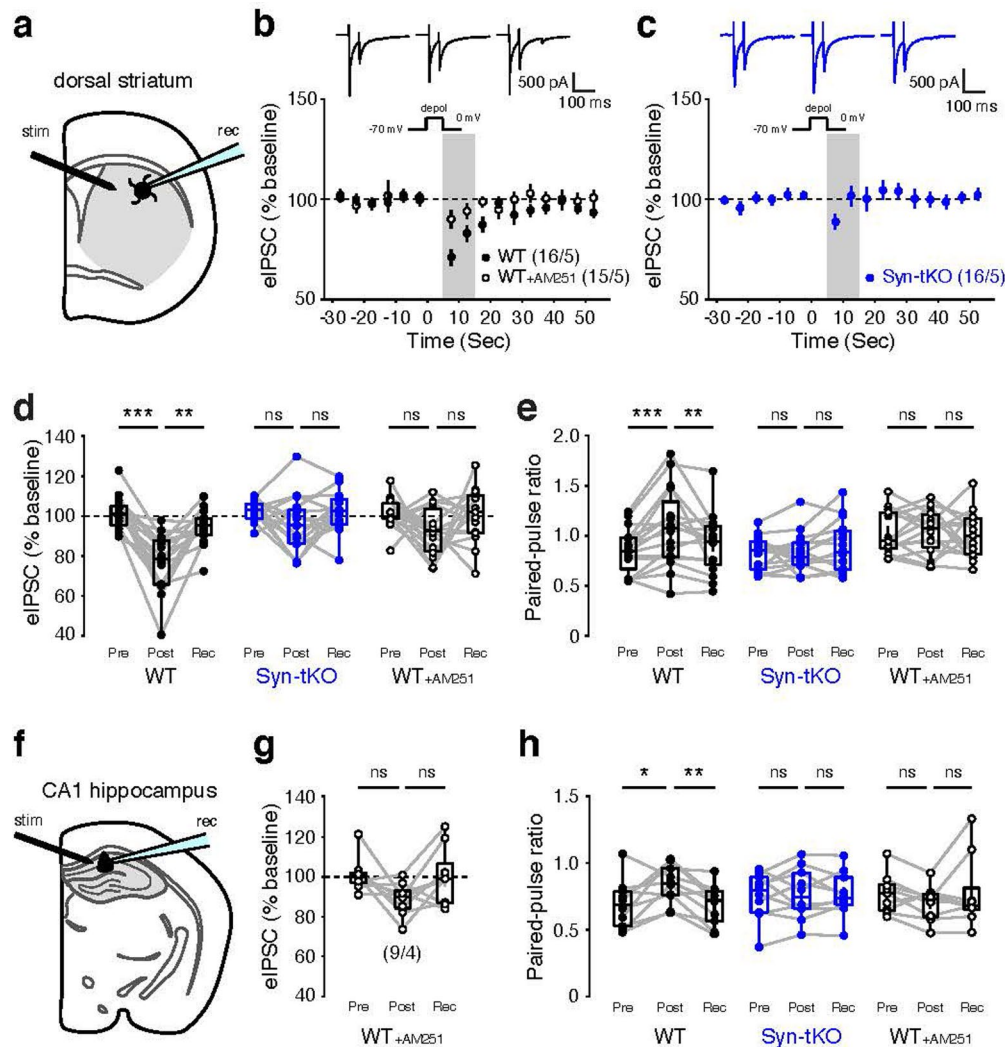 a
dorsal striatum
stim
rec
b
500 pA
100 ms
150
depol
-70 mV
0 mV
100
WT (16/5)
WT+AM251 (15/5)
50
eIPSC (% baseline)
-30 -20 -10 0 10 20 30 40 50
Time (Sec)
c
500 pA
100 ms
150
depol
-70 mV
0 mV
100
Syn-tKO (16/5)
50
eIPSC (% baseline)
-30 -20 -10 0 10 20 30 40 50
Time (Sec)
d
*** ** ns ns ns ns
140
120
100
80
60
40
eIPSC (% baseline)
Pre Post Rec Pre Post Rec Pre Post Rec
WT Syn-tKO WT+AM251
e
*** ** ns ns ns ns
2.0
1.5
1.0
0.5
0
Paired-pulse ratio
Pre Post Rec Pre Post Rec Pre Post Rec
WT Syn-tKO WT+AM251
f
CA1 hippocampus
stim
rec
g
ns ns
140
120
100
80
60
40
eIPSC (% baseline)
(9/4)
Pre Post Rec
WT +AM251
h
* ** ns ns ns ns
1.5
1.0
0.5
0
Paired-pulse ratio
Pre Post Rec Pre Post Rec Pre Post Rec
WT Syn-tKO WT+AM251